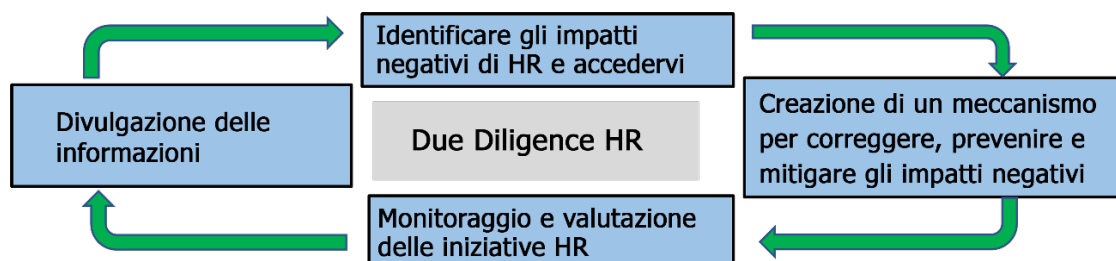 Identificare gli impatti
negativi di HR e accedervi
Creazione di un meccanismo
per correggere, prevenire e
mitigare gli impatti negativi
Divulgazione delle
informazioni
Due Diligence HR
Monitoraggio e valutazione
delle iniziative HR